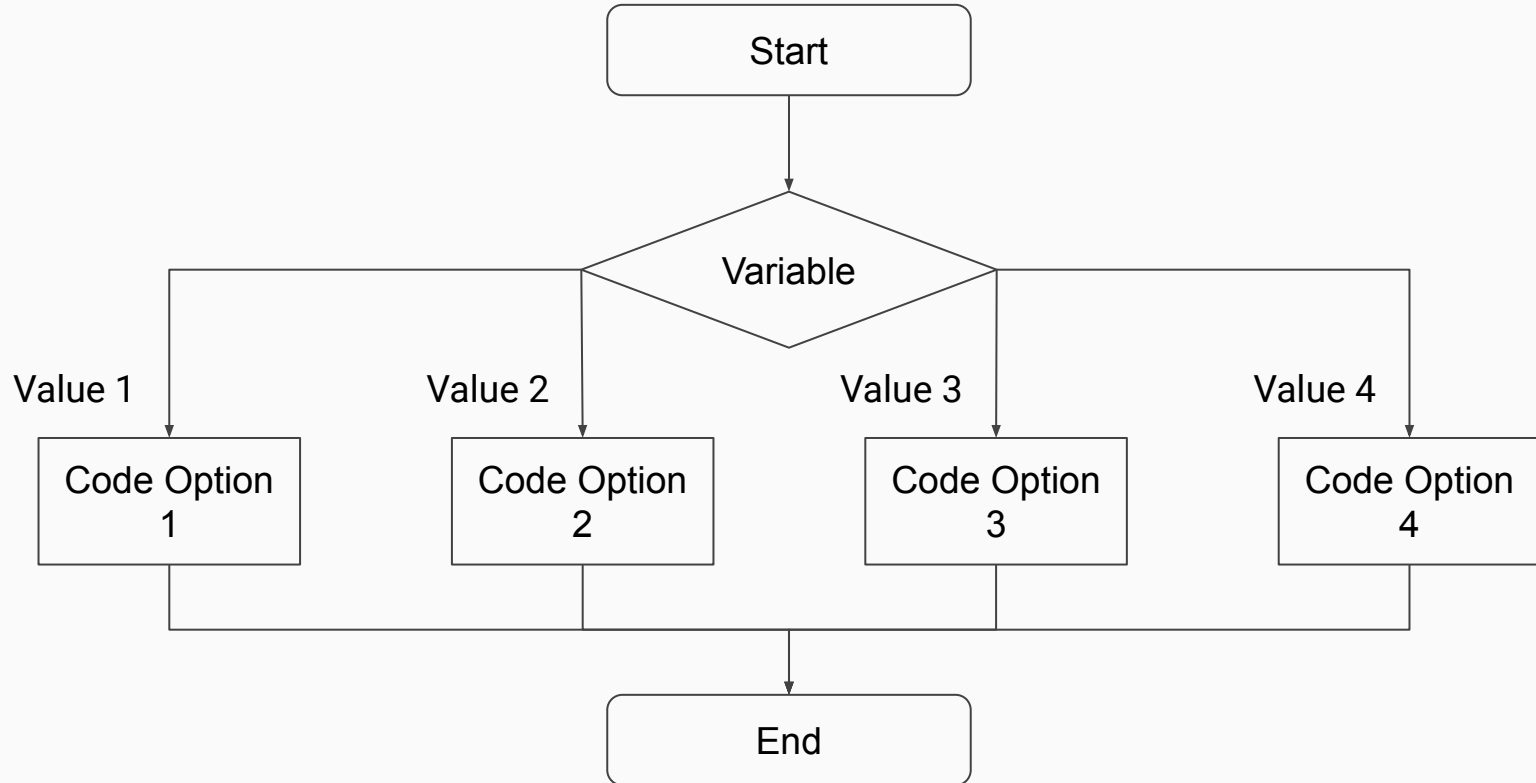 Start
Variable
Value 1
Value 2
Value 3
Value 4
Code Option
1
Code Option
2
Code Option
3
Code Option
4
End